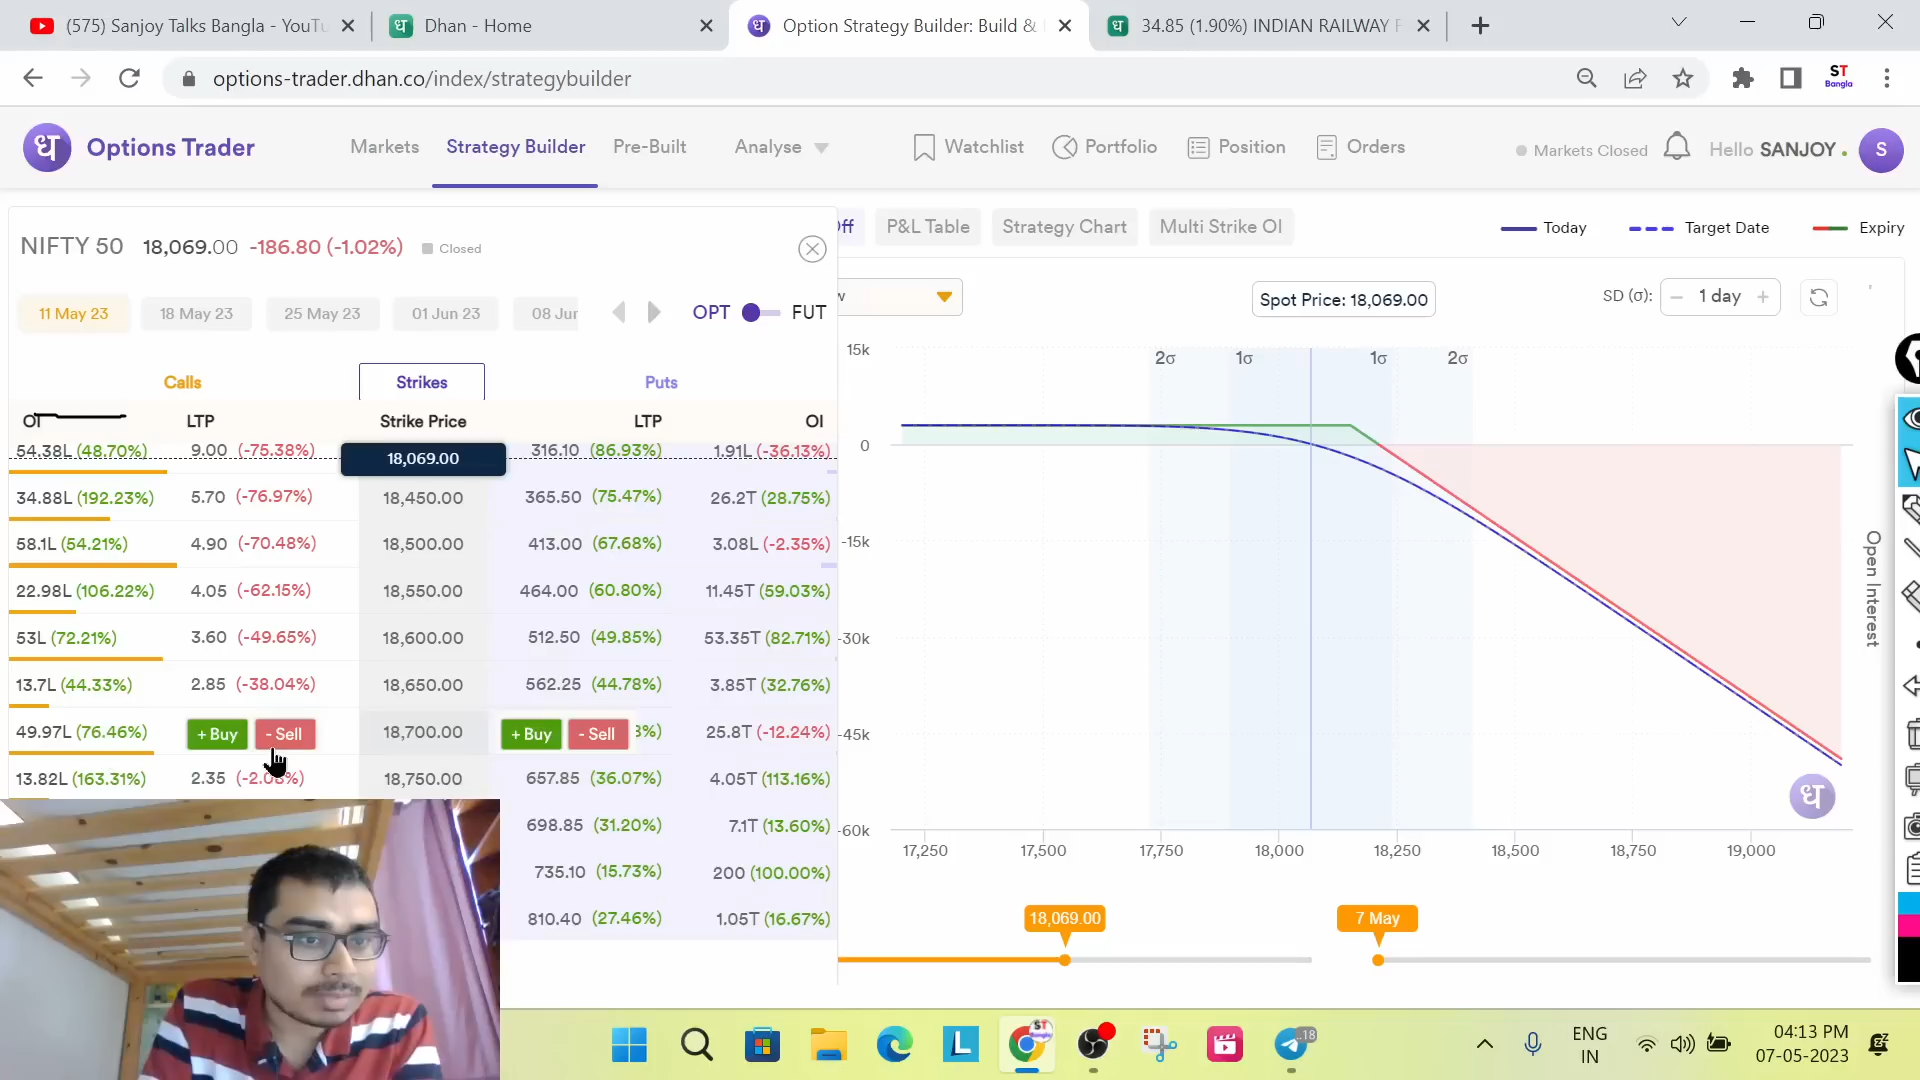 (575) Sanjoy Talks Bangla - YouTu
Dhan - Home
Option Strategy Builder: Build &
34.85 (1.90%) INDIAN RAILWAY F
options-trader.dhan.co/index/strategybuilder
ST Bangla
ध Options Trader
Markets
Strategy Builder
Pre-Built
Analyse
Watchlist
Portfolio
Position
Orders
Markets Closed
Hello SANJOY .
S
NIFTY 50 18,069.00 -186.80 (-1.02%) Closed
ff
P&L Table
Strategy Chart
Multi Strike OI
Today
Target Date
Expiry
11 May 23
18 May 23
25 May 23
01 Jun 23
08 Jur
OPT
FUT
w
Spot Price: 18,069.00
SD (σ): − 1 day +
Calls Strikes Puts
OI LTP Strike Price LTP OI
54.38L (48.70%) 9.00 (-75.38%) 18,069.00 316.10 (86.93%) 1.91L (-36.13%)
34.88L (192.23%) 5.70 (-76.97%) 18,450.00 365.50 (75.47%) 26.2T (28.75%)
58.1L (54.21%) 4.90 (-70.48%) 18,500.00 413.00 (67.68%) 3.08L (-2.35%)
22.98L (106.22%) 4.05 (-62.15%) 18,550.00 464.00 (60.80%) 11.45T (59.03%)
53L (72.21%) 3.60 (-49.65%) 18,600.00 512.50 (49.85%) 53.35T (82.71%)
13.7L (44.33%) 2.85 (-38.04%) 18,650.00 562.25 (44.78%) 3.85T (32.76%)
49.97L (76.46%) + Buy - Sell 18,700.00 + Buy - Sell 3%) 25.8T (-12.24%)
13.82L (163.31%) 2.35 18,750.00 657.85 (36.07%) 4.05T (113.16%)
698.85 (31.20%) 7.1T (13.60%)
735.10 (15.73%) 200 (100.00%)
810.40 (27.46%) 1.05T (16.67%)
2σ 1σ 1σ 2σ
15k
0
-15k
-30k
-45k
-60k
17,250 17,500 17,750 18,000 18,250 18,500 18,750 19,000
Open Interest
ध
18,069.00
7 May
L
ST
18
ENG
IN
04:13 PM
07-05-2023